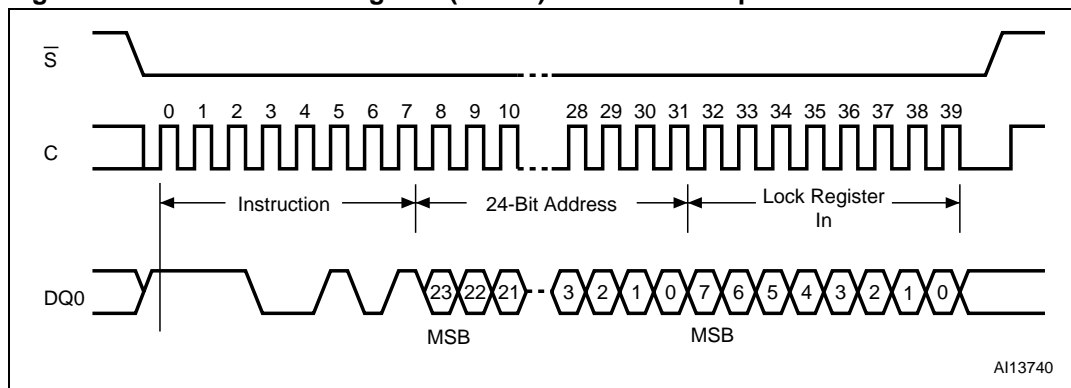 S
0 1 2 3 4 5 6 7 8 9 10 28 29 30 31 32 33 34 35 36 37 38 39
C
Instruction 24-Bit Address Lock Register
In
DQ0 23 22 21 3 2 1 0 7 6 5 4 3 2 1 0
MSB MSB
AI13740